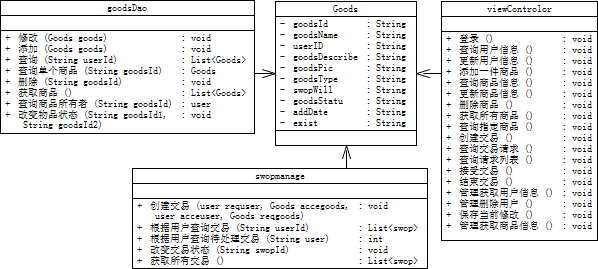 goodsDao
+ 修改 (Goods goods) : void
+ 添加 (Goods goods) : void
+ 查询 (String userId) : List<Goods>
+ 查询单个商品 (String goodsId) : Goods
+ 删除 (String goodsId) : void
+ 获取商品 () : List<Goods>
+ 查询商品所有者 (String goodsId) : user
+ 改变物品状态 (String goodsId1, : void
String goodsId2)
Goods
- goodsId : String
- goodsName : String
- userID : String
- goodsDescribe : String
- goodsPic : String
- goodsType : String
- swopWill : String
- goodsStatu : String
- addDate : String
- exist : String
viewControlor
+ 登录 () : void
+ 查询用户信息 () : void
+ 更新用户信息 () : void
+ 添加一件商品 () : void
+ 查询商品信息 () : void
+ 更新商品信息 () : void
+ 删除商品 () : void
+ 获取所有商品 () : void
+ 查询指定商品 () : void
+ 创建交易 () : void
+ 查询交易请求 () : void
+ 查询请求列表 () : void
+ 接受交易 () : void
+ 结束交易 () : void
+ 管理获取用户信息 () : void
+ 管理删除用户 () : void
+ 保存当前修改 () : void
+ 管理获取商品信息 () : void
swopmanage
+ 创建交易 (user requser, Goods accegoods, : void
user acceuser, Goods reqgoods)
+ 根据用户查询交易 (String userId) : List<swop>
+ 根据用户查询待处理交易 (String user) : int
+ 改变交易状态 (String swopId) : void
+ 获取所有交易 () : List<swop>